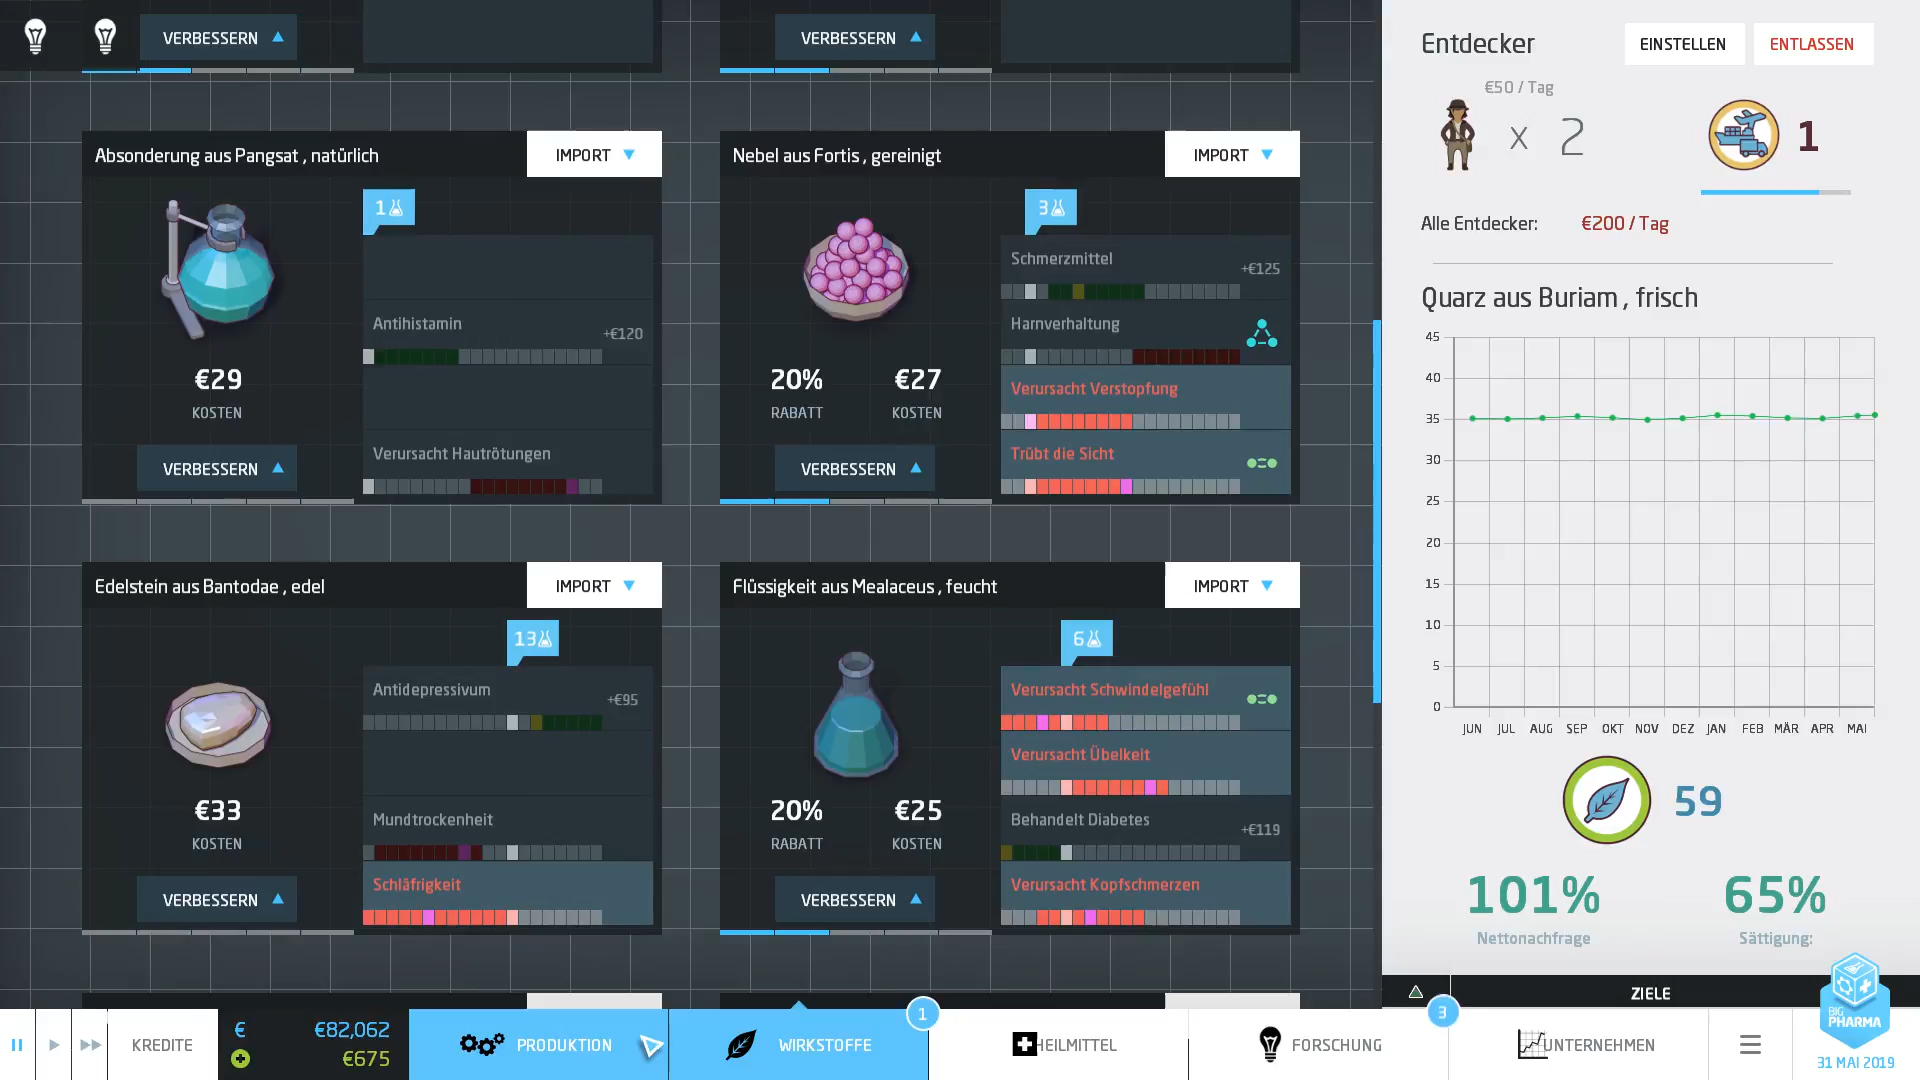 VERBESSERN
VERBESSERN
Absonderung aus Pangsat , natürlich
IMPORT
1
Antihistamin
+€120
Verursacht Hautrötungen
€29
KOSTEN
VERBESSERN
Nebel aus Fortis , gereinigt
IMPORT
3
Schmerzmittel
+€125
Harnverhaltung
Verursacht Verstopfung
Trübt die Sicht
20%
RABATT
€27
KOSTEN
VERBESSERN
Edelstein aus Bantodae , edel
IMPORT
13
Antidepressivum
+€95
Mundtrockenheit
Schläfrigkeit
€33
KOSTEN
VERBESSERN
Flüssigkeit aus Mealaceus , feucht
IMPORT
6
Verursacht Schwindelgefühl
Verursacht Übelkeit
Behandelt Diabetes
+€119
Verursacht Kopfschmerzen
20%
RABATT
€25
KOSTEN
VERBESSERN
Entdecker
EINSTELLEN
ENTLASSEN
€50 / Tag
x 2
1
Alle Entdecker: €200 / Tag
Quarz aus Buriam , frisch
45
40
35
30
25
20
15
10
5
0
JUN JUL AUG SEP OKT NOV DEZ JAN FEB MÄR APR MAI
59
101%
Nettonachfrage
65%
Sättigung:
ZIELE
3
1
KREDITE
€ €82,062
€675
PRODUKTION
WIRKSTOFFE
HEILMITTEL
FORSCHUNG
UNTERNEHMEN
BIG
PHARMA
31 MAI 2019